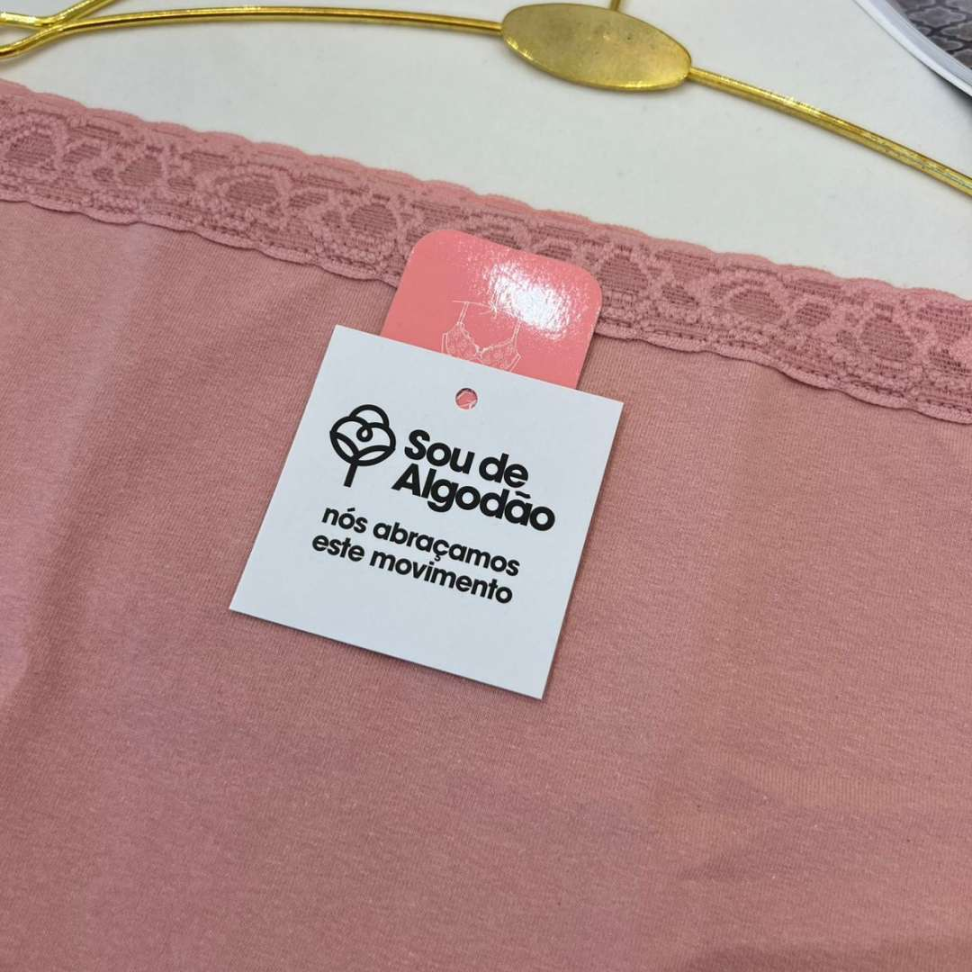 Sou de
Algodão
nós abraçamos
este movimento